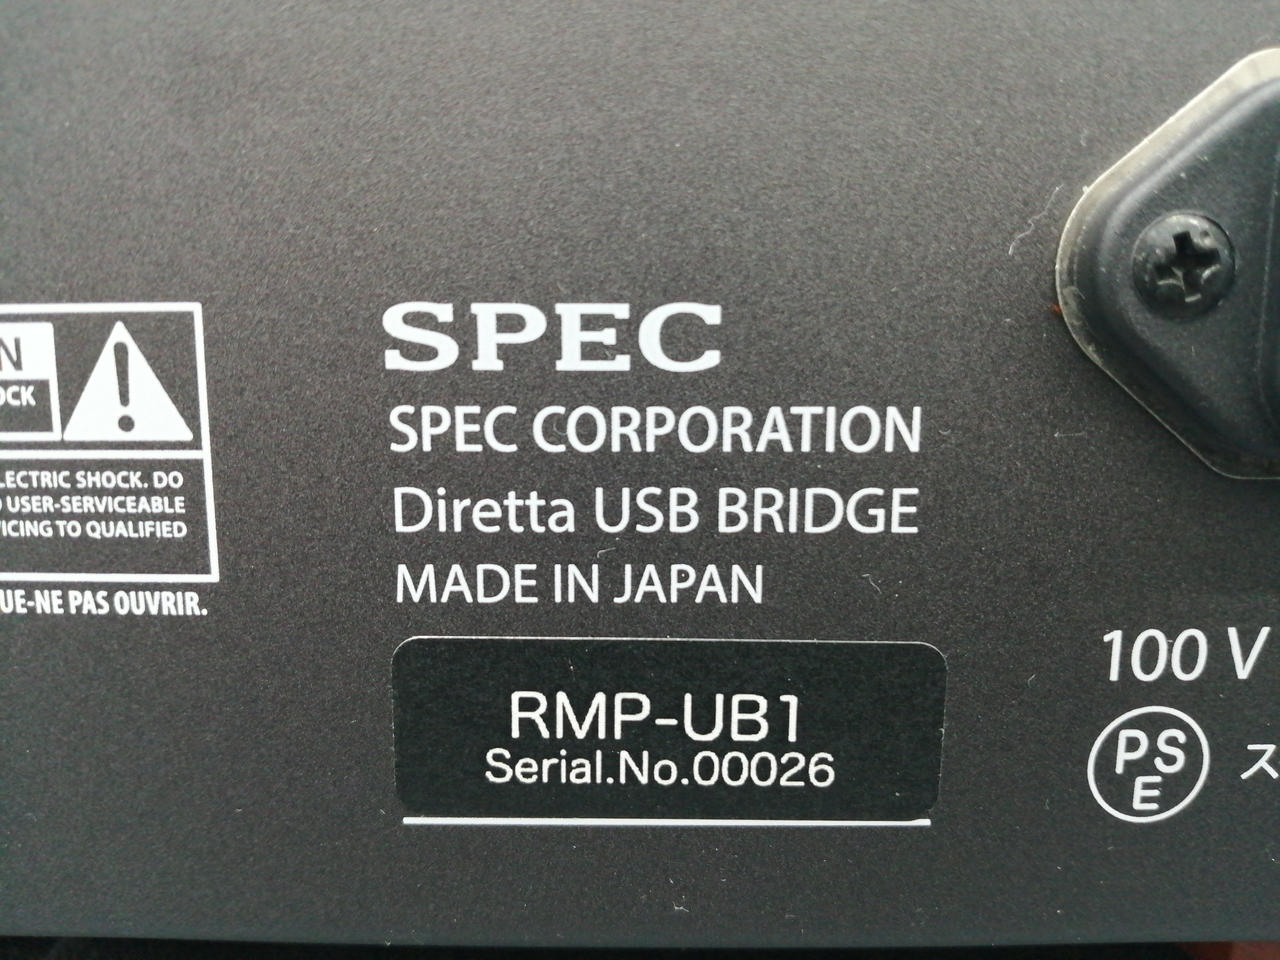 N
OCK
LECTRIC SHOCK. DO
USER-SERVICEABLE
VICING TO QUALIFIED
UE-NE PAS OUVRIR.
SPEC
SPEC CORPORATION
Diretta USB BRIDGE
MADE IN JAPAN
RMP-UB1
Serial.No.00026
100 V
PS
E
ス